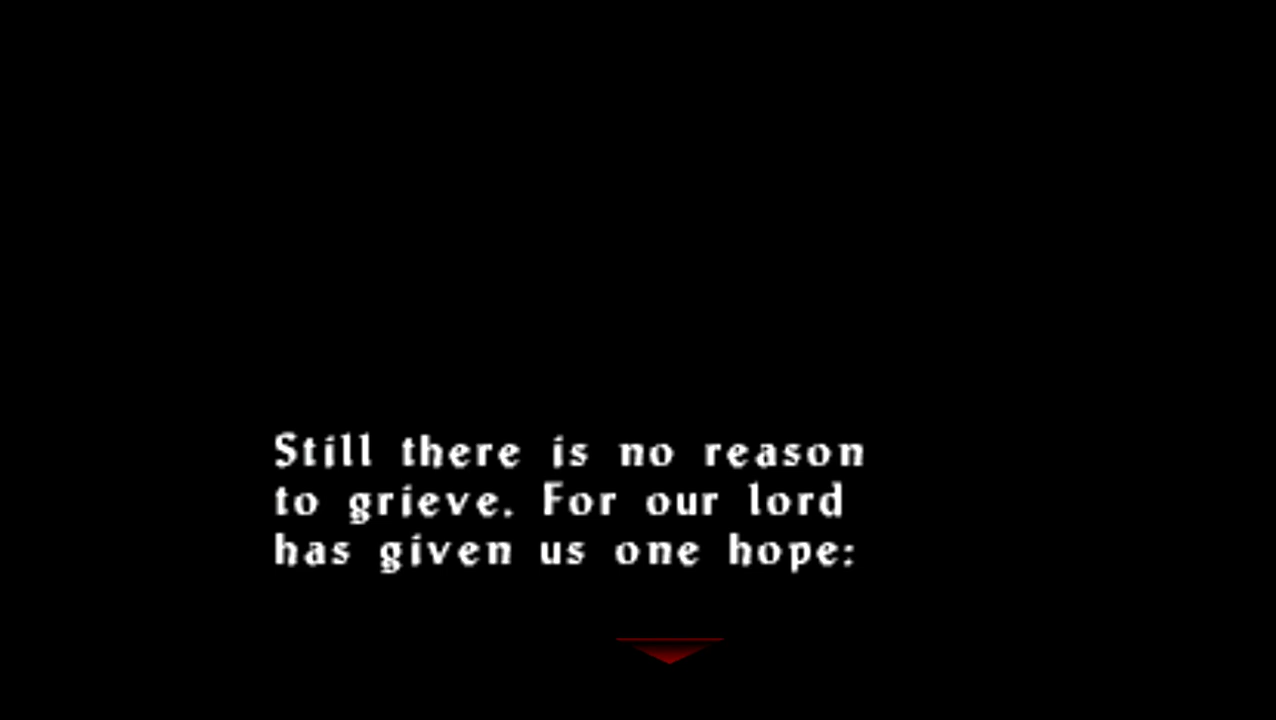 Still there is no reason
to grieve. For our lord
has given us one hope: